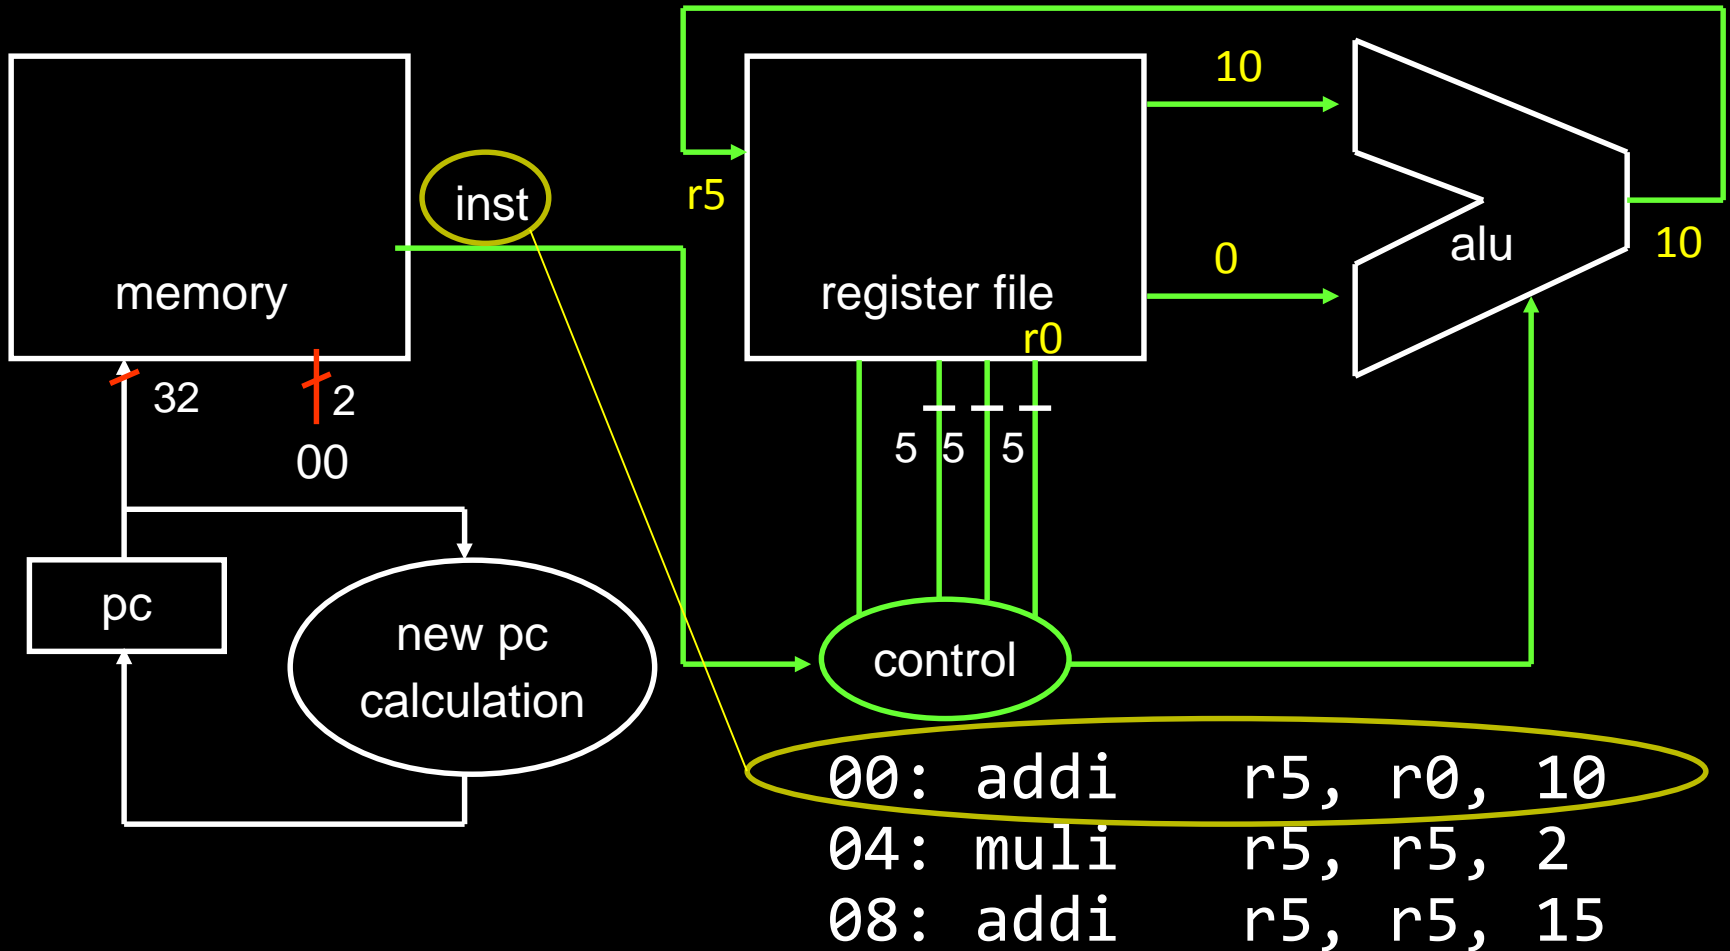 10
r5
inst
0
alu
10
memory
register file
r0
32
2
00
5 5 5
pc
new pc
calculation
control
00: addi r5, r0, 10
04: muli r5, r5, 2
08: addi r5, r5, 15